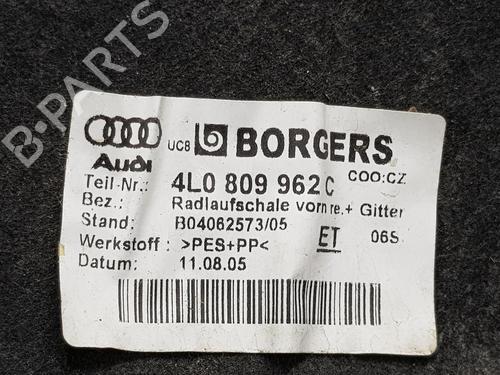 B-PARTS
UC8 BORGERS
Audi
COO:CZ
Teil-Nr.: 4L0 809 962 C
Bez.: Radlaufschale vorn re.+ Gitter
Stand: B04062573/05
Werkstoff: >PES+PP< ET 06S
Datum: 11.08.05